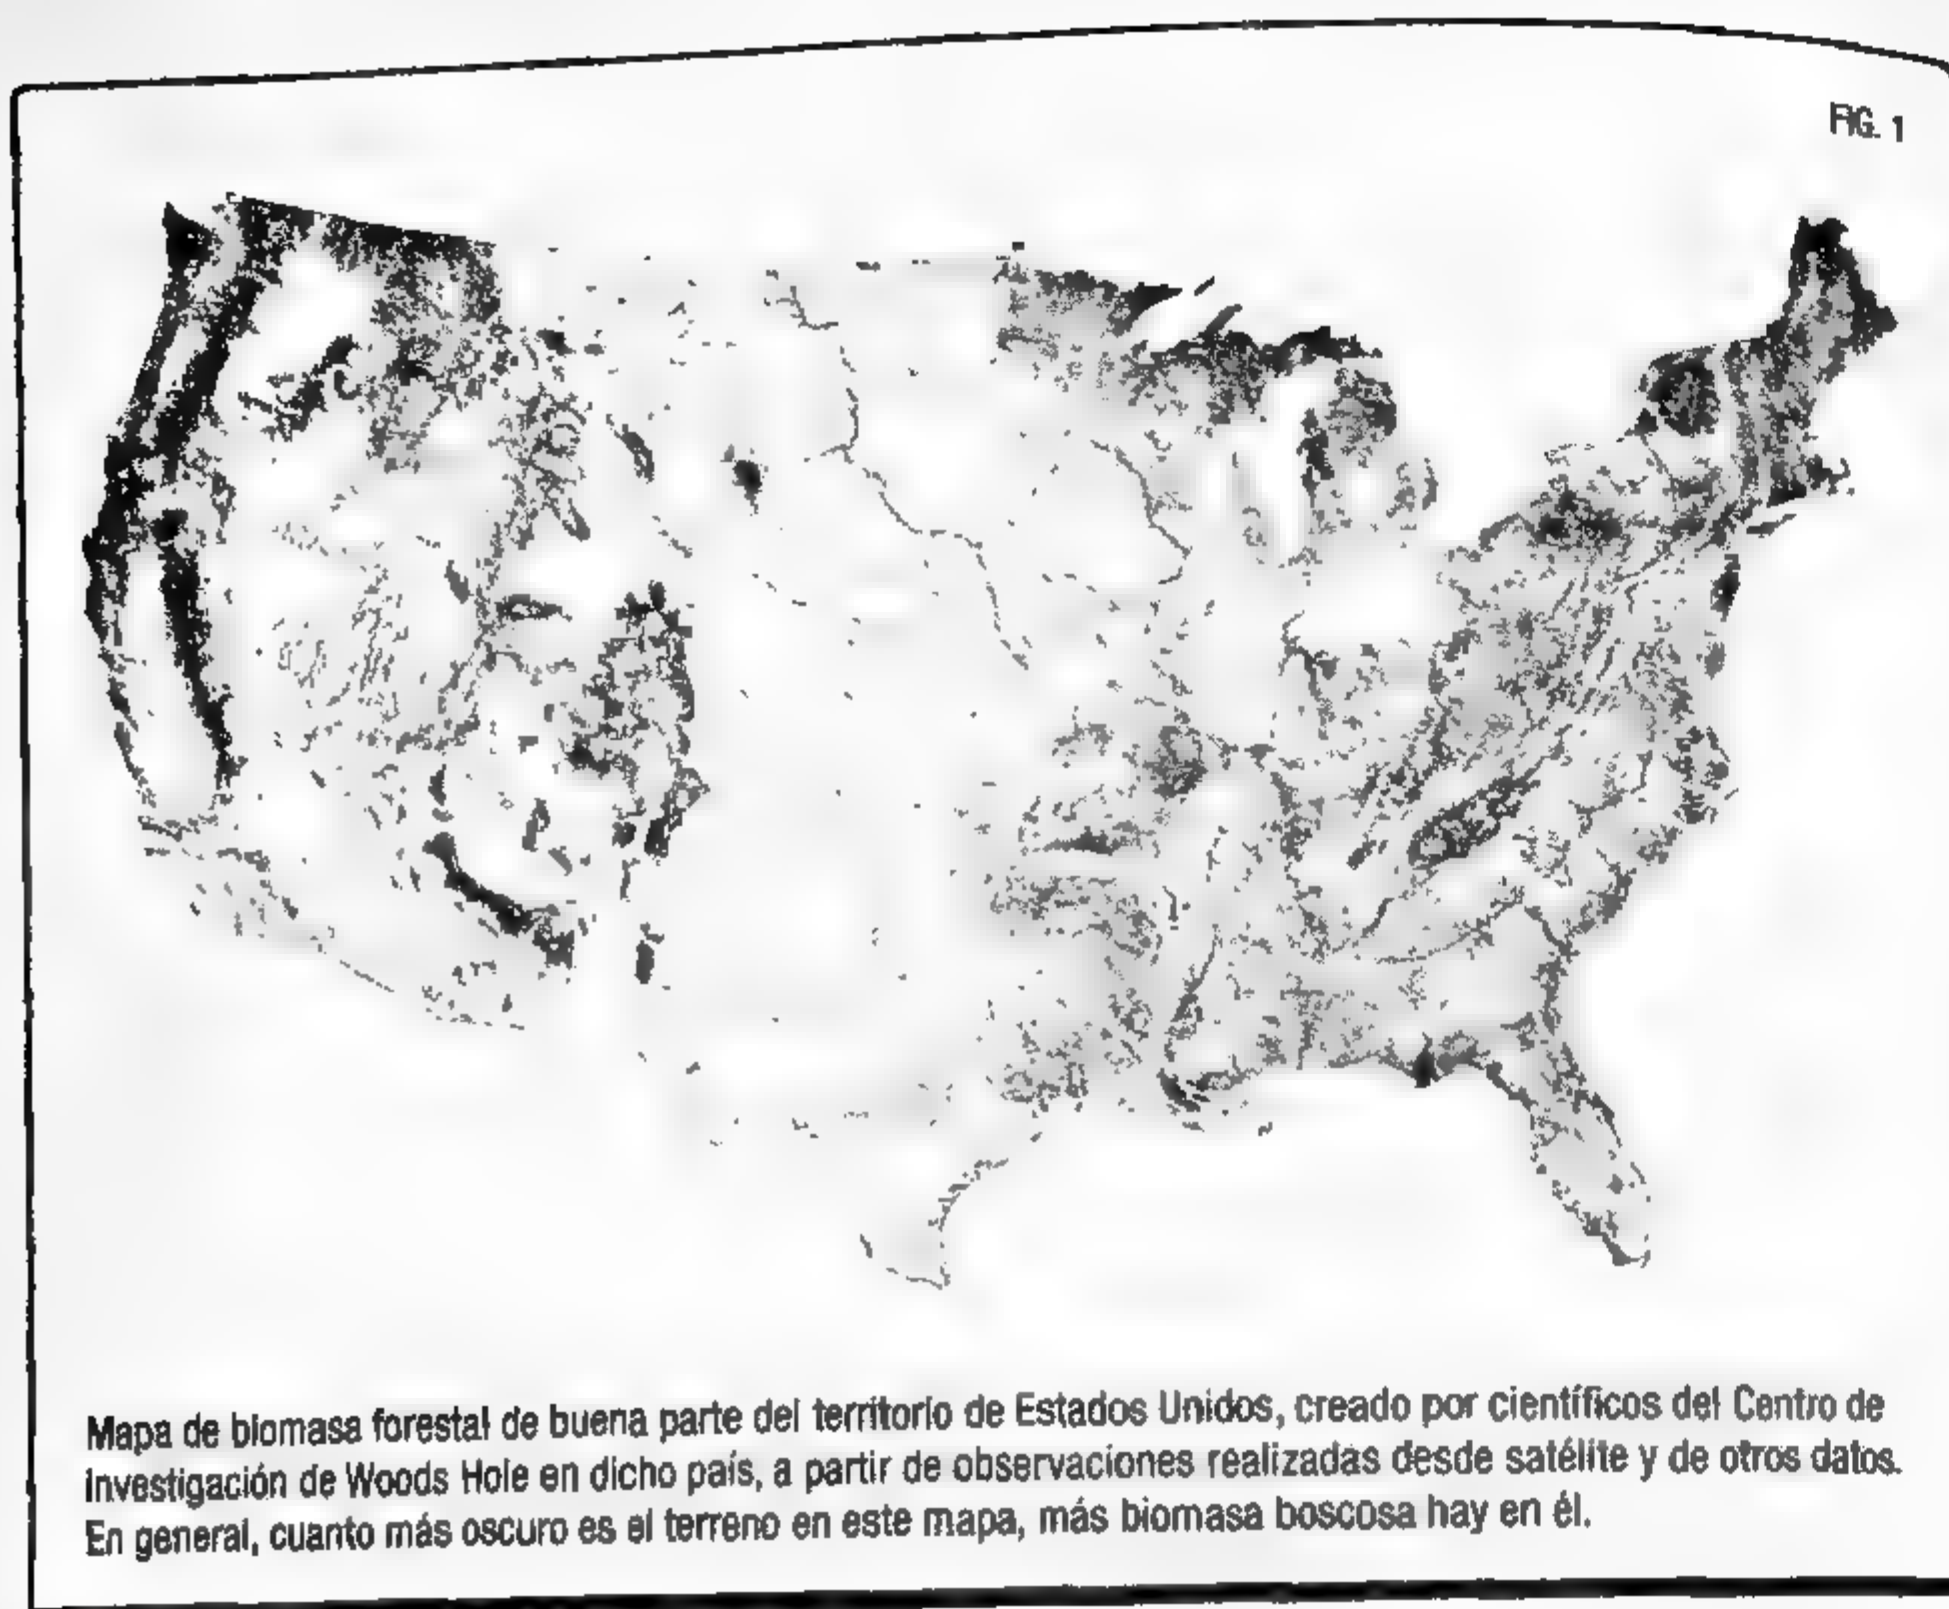 FIG. 1
Mapa de biomasa forestal de buena parte del territorio de Estados Unidos, creado por científicos del Centro de
Investigación de Woods Hole en dicho país, a partir de observaciones realizadas desde satélite y de otros datos.
En general, cuanto más oscuro es el terreno en este mapa, más biomasa boscosa hay en él.